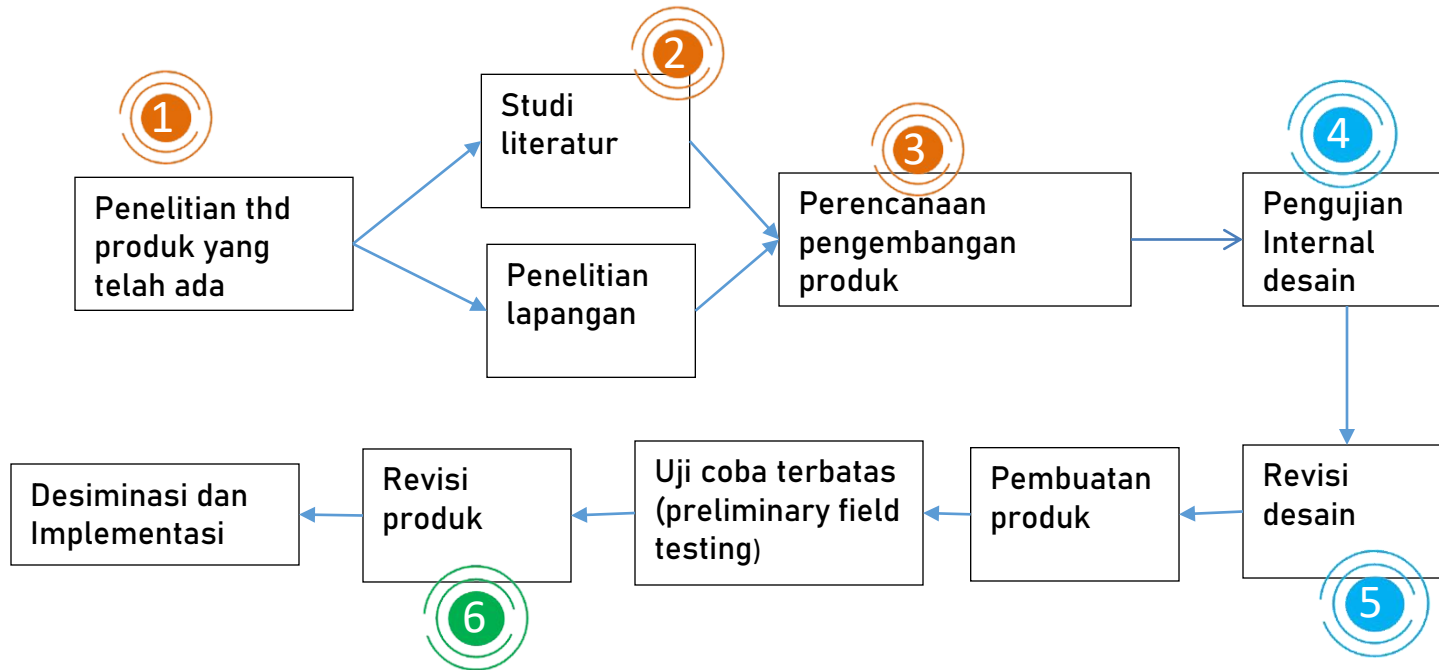 1
Penelitian thd
produk yang
telah ada
2
Studi
literatur
Penelitian
lapangan
3
Perencanaan
pengembangan
produk
4
Pengujian
Internal
desain
Revisi
desain
5
Pembuatan
produk
Uji coba terbatas
(preliminary field
testing)
Revisi
produk
6
Desiminasi dan
Implementasi